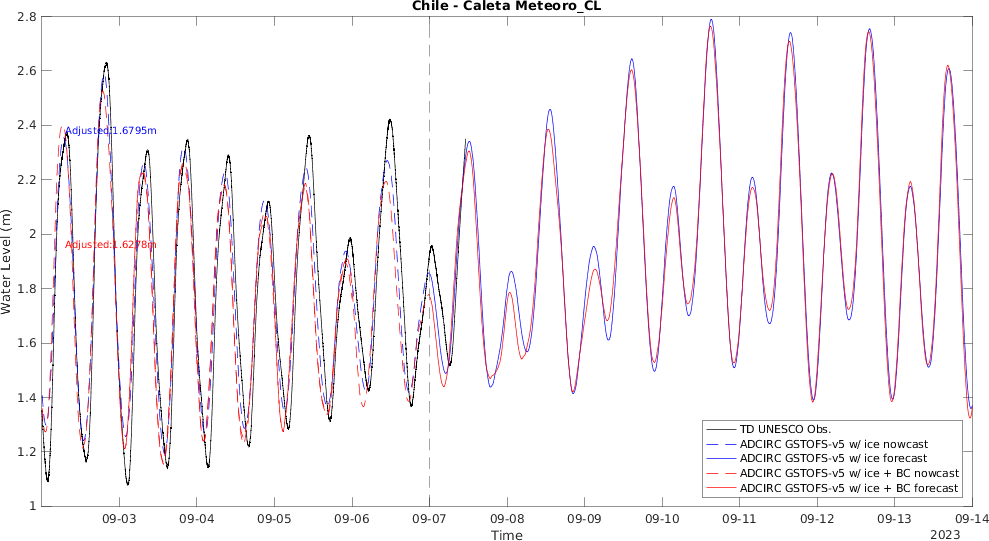 Chile - Caleta Meteoro_CL
Water Level (m)
2.8
2.6
2.4
2.2
2
1.8
1.6
1.4
1.2
1
Adjusted:1.6795m
Adjusted:1.6278m
TD UNESCO Obs.
ADCIRC GSTOFS-v5 w/ ice nowcast
ADCIRC GSTOFS-v5 w/ ice forecast
ADCIRC GSTOFS-v5 w/ ice + BC nowcast
ADCIRC GSTOFS-v5 w/ ice + BC forecast
09-03 09-04 09-05 09-06 09-07 09-08 09-09 09-10 09-11 09-12 09-13 09-14
Time
2023